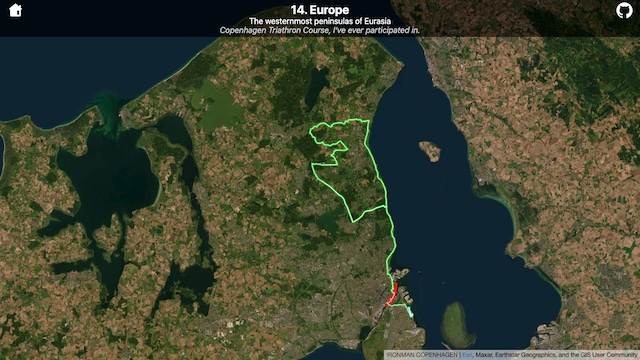 14. Europe
The westernmost peninsulas of Eurasia
Copenhagen Triathron Course, I've ever participated in.
IRONMAN COPENHAGEN | Esri, Maxar, Earthstar Geographics, and the GIS User Community